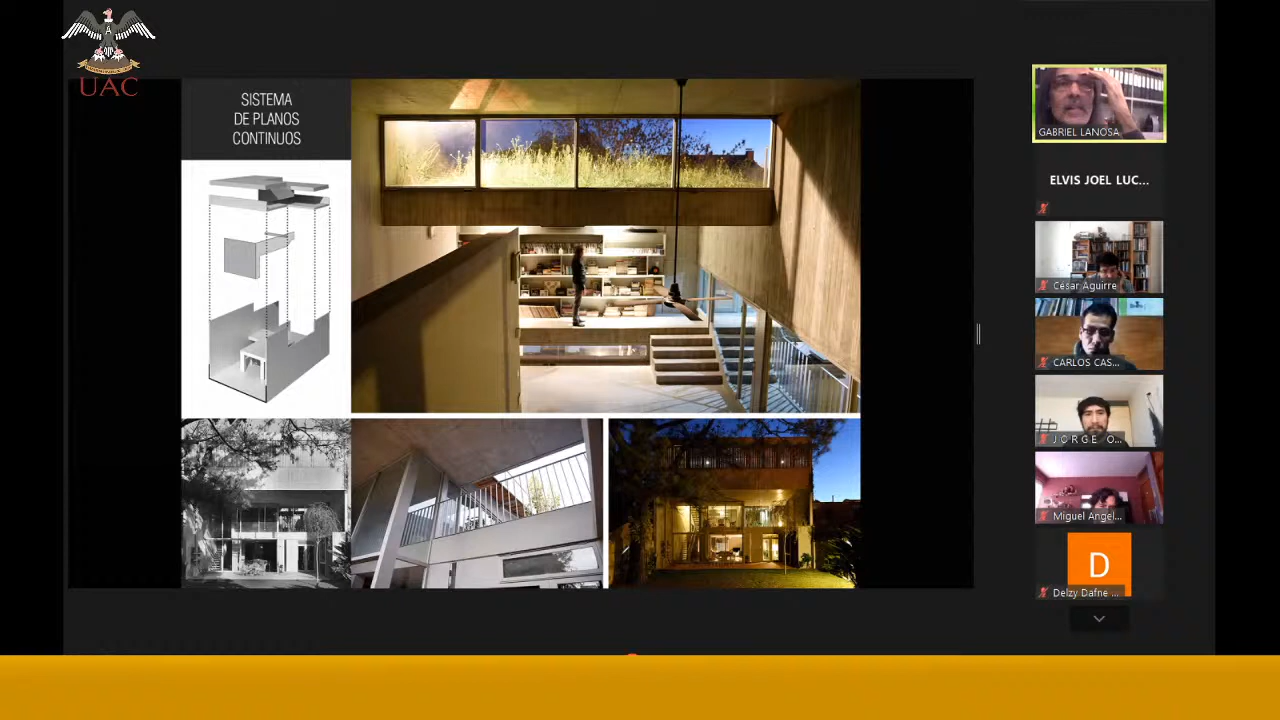 UAC
SISTEMA
DE PLANOS
CONTINUOS
GABRIEL LANOSA
ELVIS JOEL LUC...
César Aguirre
CARLOS CAS...
J O R G E O...
Miguel Angel...
D
Delzy Dafne ...